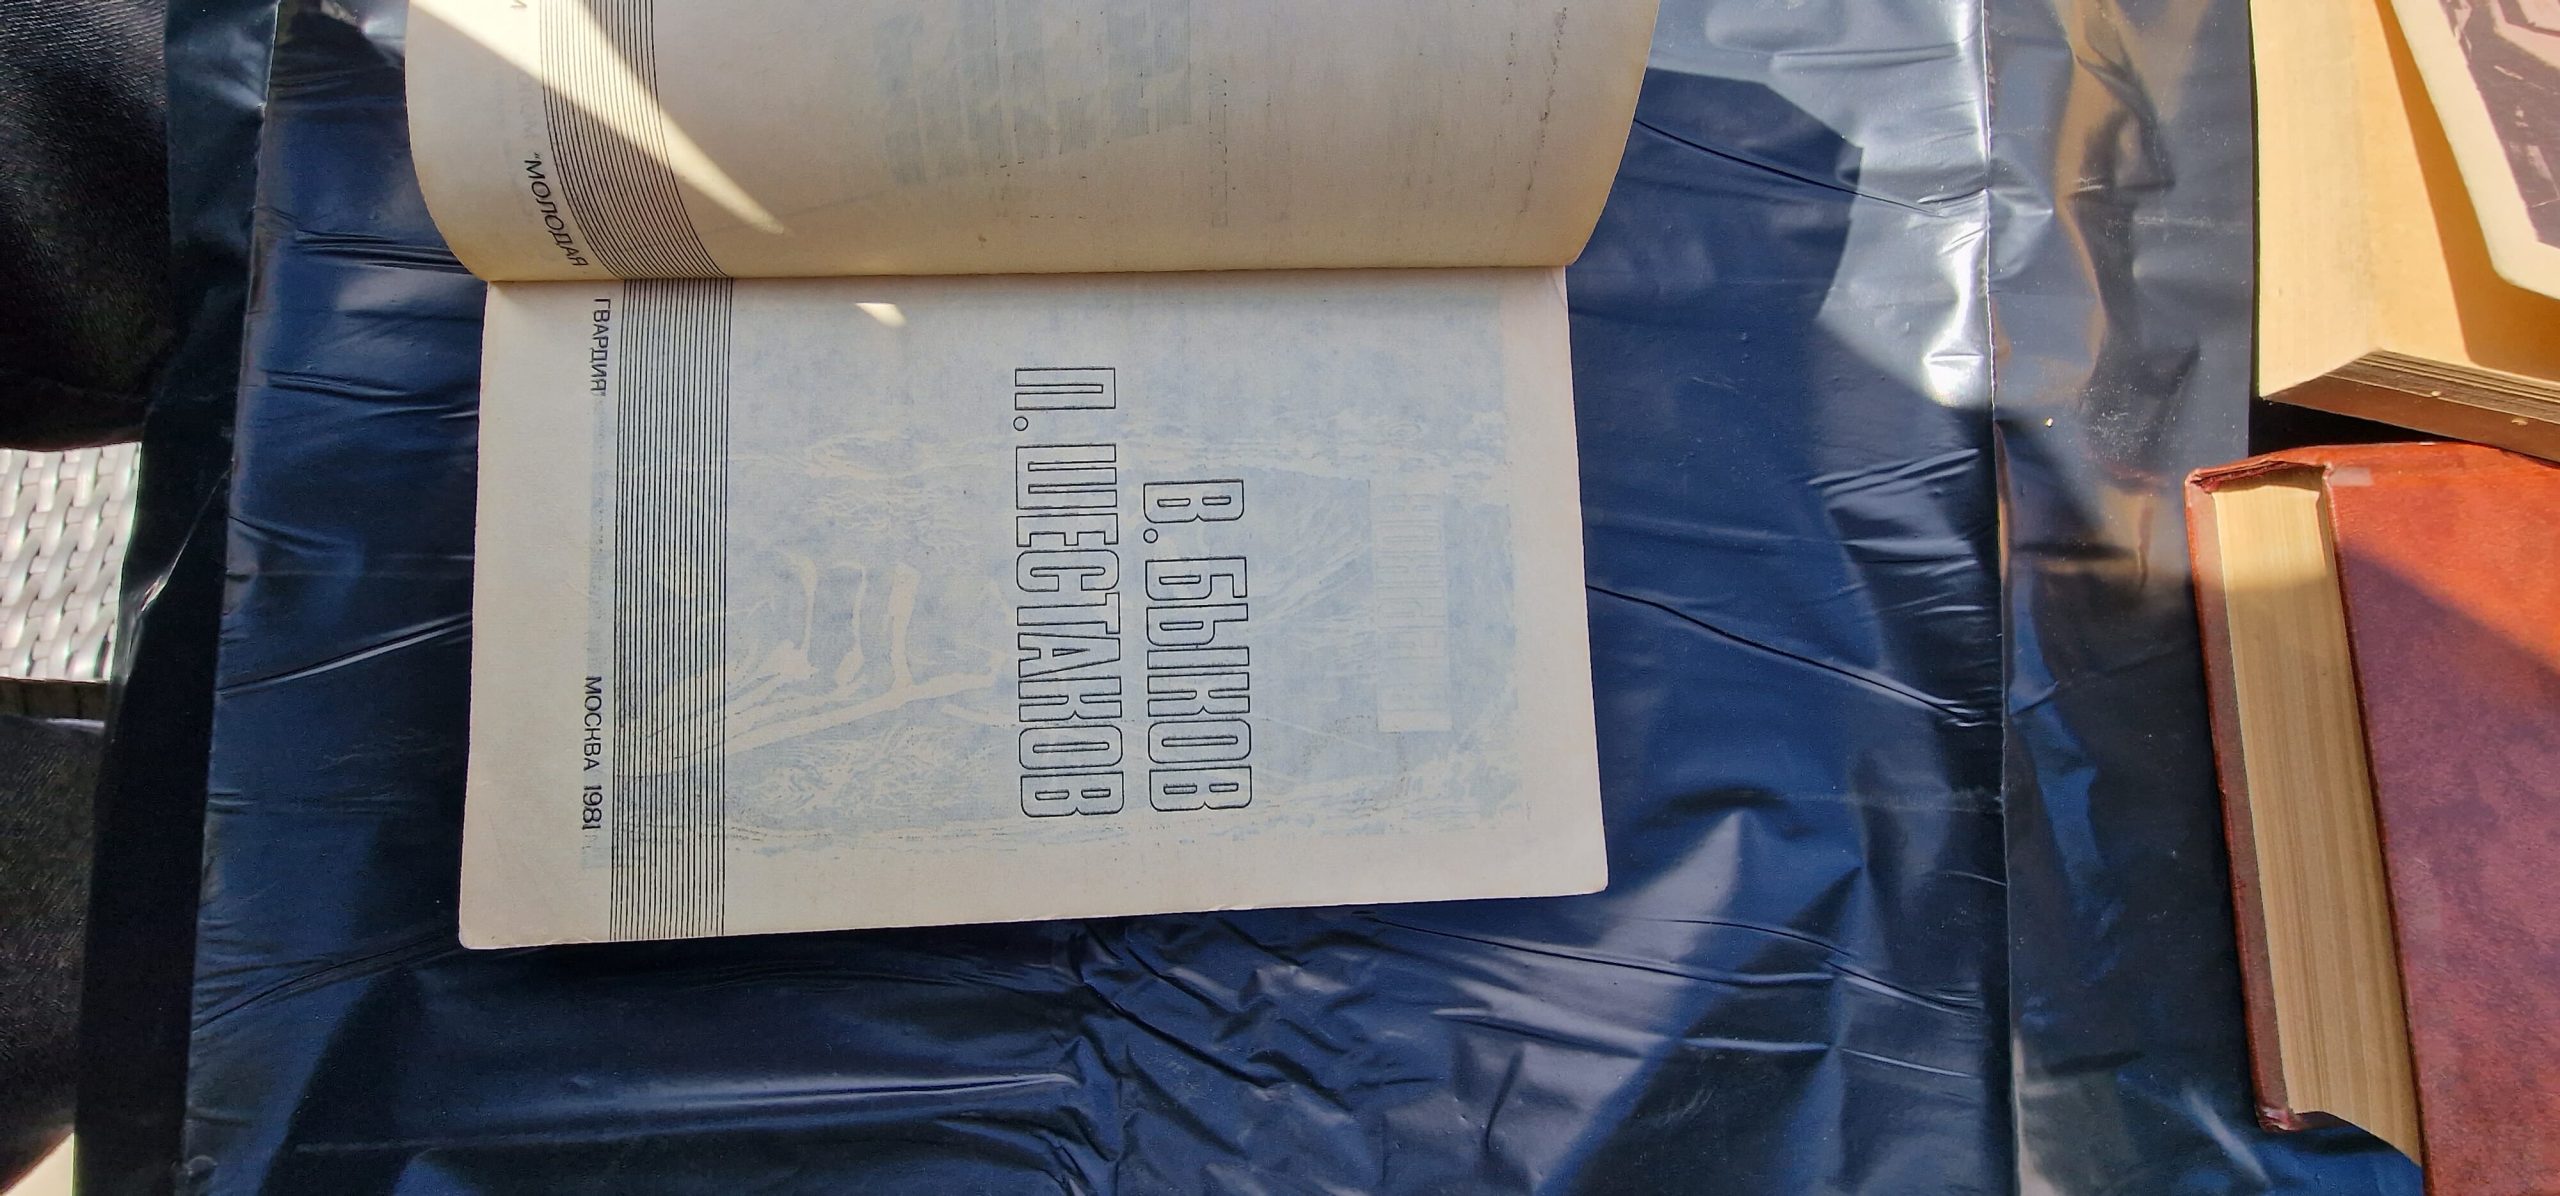 В. БЫКОВ
П. ШЕСТАКОВ
"МОЛОДАЯ ГВАРДИЯ" МОСКВА 1981